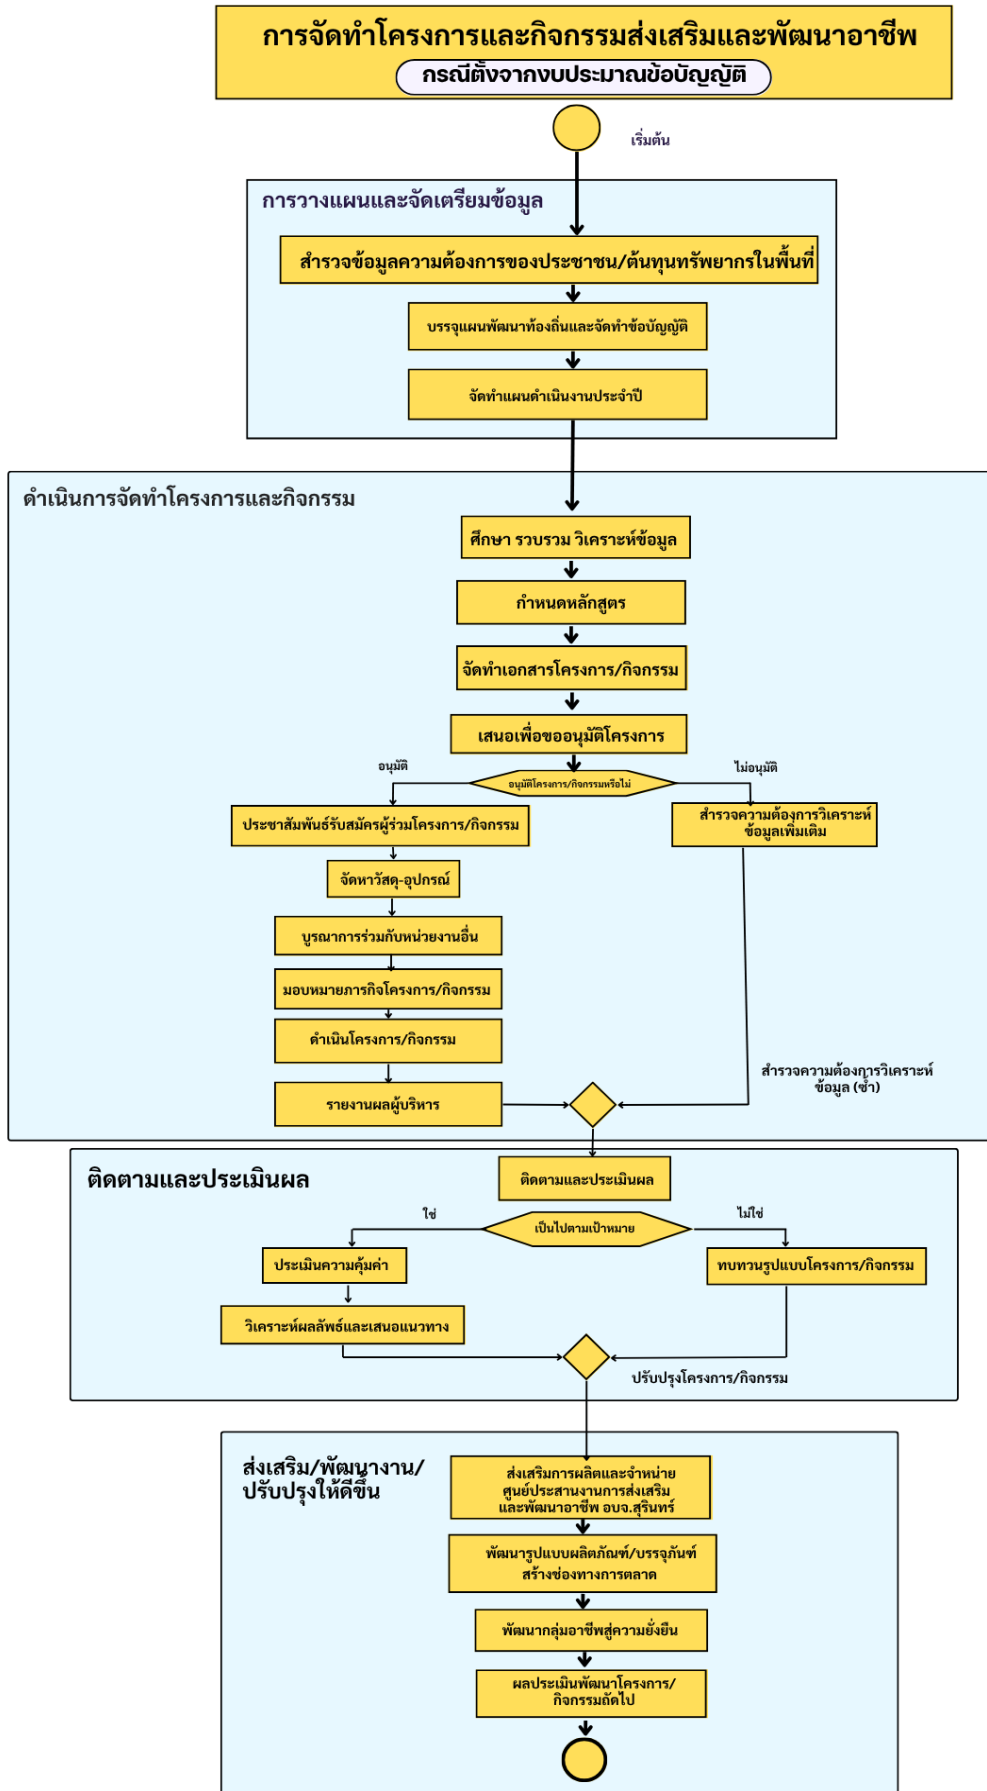 การจัดทำโครงการและกิจกรรมส่งเสริมและพัฒนาอาชีพ
กรณีตั้งจากงบประมาณข้อบัญญัติ
เริ่มต้น
การวางแผนและจัดเตรียมข้อมูล
สำรวจข้อมูลความต้องการของประชาชน/ต้นทุนทรัพยากรในพื้นที่
บรรจุแผนพัฒนาท้องถิ่นและจัดทำข้อบัญญัติ
จัดทำแผนดำเนินงานประจำปี
ดำเนินการจัดทำโครงการและกิจกรรม
ศึกษา รวบรวม วิเคราะห์ข้อมูล
กำหนดหลักสูตร
จัดทำเอกสารโครงการ/กิจกรรม
เสนอเพื่อขออนุมัติโครงการ
อนุมัติ
อนุมัติโครงการ/กิจกรรมหรือไม่
ไม่อนุมัติ
ประชาสัมพันธ์รับสมัครผู้ร่วมโครงการ/กิจกรรม
สำรวจความต้องการวิเคราะห์
ข้อมูลเพิ่มเติม
จัดหาวัสดุ-อุปกรณ์
บูรณาการร่วมกับหน่วยงานอื่น
มอบหมายภารกิจโครงการ/กิจกรรม
ดำเนินโครงการ/กิจกรรม
รายงานผลผู้บริหาร
สำรวจความต้องการวิเคราะห์
ข้อมูล (ซ้ำ)
ติดตามและประเมินผล
ติดตามและประเมินผล
ใช่
เป็นไปตามเป้าหมาย
ไม่ใช่
ประเมินความคุ้มค่า
ทบทวนรูปแบบโครงการ/กิจกรรม
วิเคราะห์ผลลัพธ์และเสนอแนวทาง
ปรับปรุงโครงการ/กิจกรรม
ส่งเสริม/พัฒนางาน/
ปรับปรุงให้ดีขึ้น
ส่งเสริมการผลิตและจำหน่าย
ศูนย์ประสานงานการส่งเสริม
และพัฒนาอาชีพ อบจ.สุรินทร์
พัฒนารูปแบบผลิตภัณฑ์/บรรจุภันฑ์
สร้างช่องทางการตลาด
พัฒนากลุ่มอาชีพสู่ความยั่งยืน
ผลประเมินพัฒนาโครงการ/
กิจกรรมถัดไป